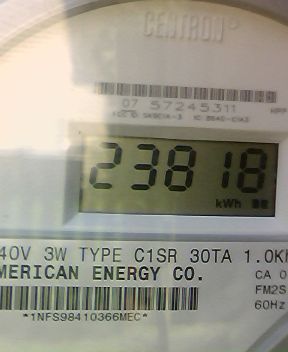 CENTRON
07 57245311
23818
kWh
40V 3W TYPE C1SR 30TA 1.0K
MERICAN ENERGY CO.
CA 0
FM2S
60Hz
*1NFS98410366MEC*